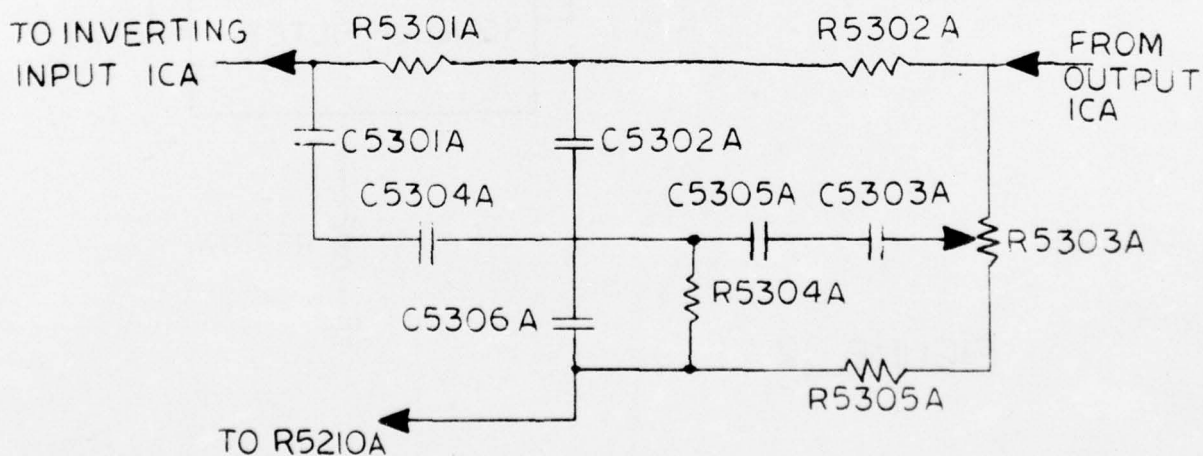 TO INVERTING
INPUT ICA
R5301A
R5302A
FROM
OUTPUT
ICA
C5301A
C5302A
C5304A
C5305A
C5303A
R5303A
R5304A
C5306A
R5305A
TO R5210A